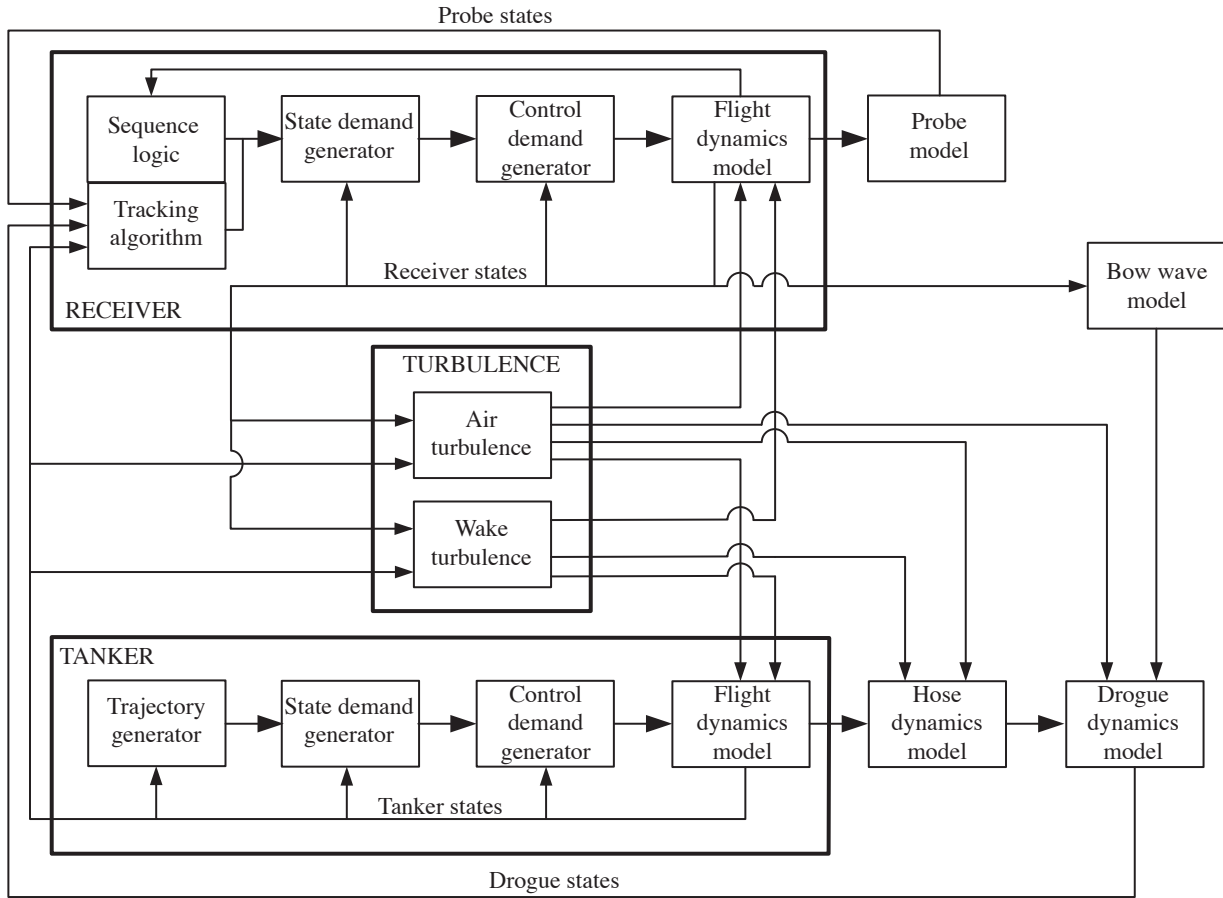 Probe states
Sequence
logic
State demand
generator
Control
demand
generator
Flight
dynamics
model
Probe
model
Tracking
algorithm
Receiver states
RECEIVER
Bow wave
model
TURBULENCE
Air
turbulence
Wake
turbulence
TANKER
Trajectory
generator
State demand
generator
Control
demand
generator
Flight
dynamics
model
Hose
dynamics
model
Drogue
dynamics
model
Tanker states
Drogue states